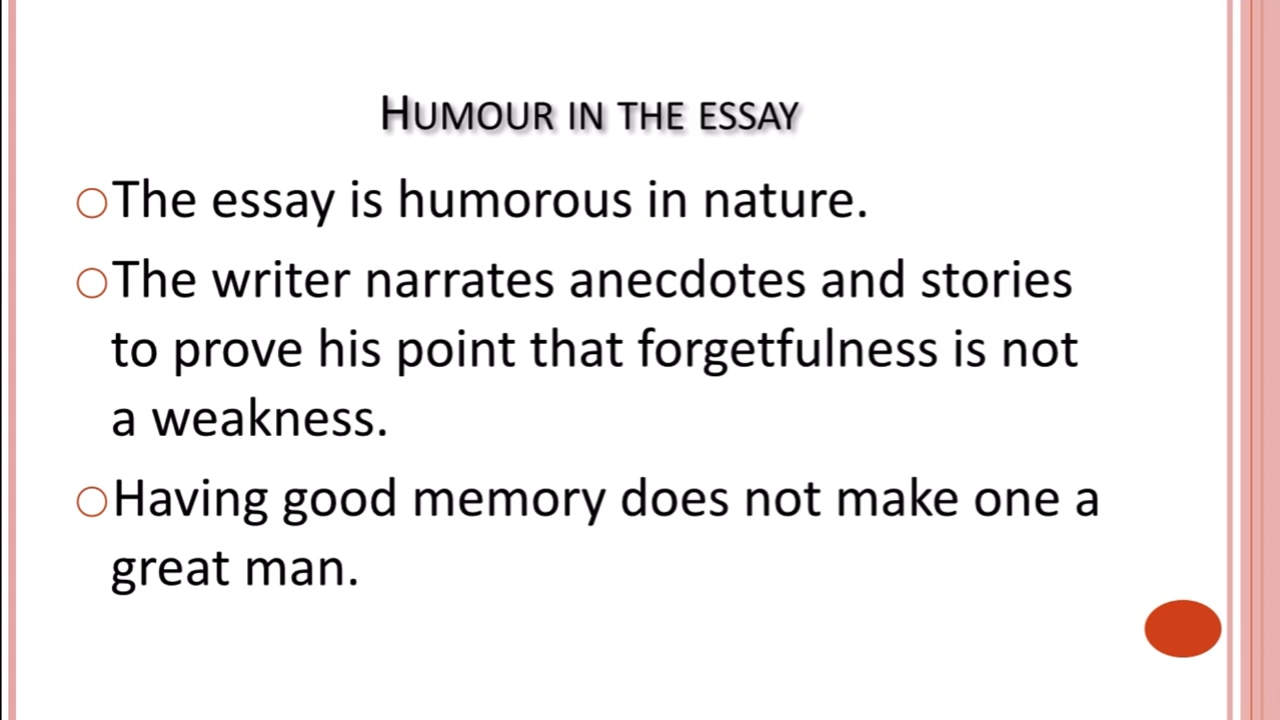 HUMOUR IN THE ESSAY
The essay is humorous in nature.
The writer narrates anecdotes and stories
to prove his point that forgetfulness is not
a weakness.
Having good memory does not make one a
great man.